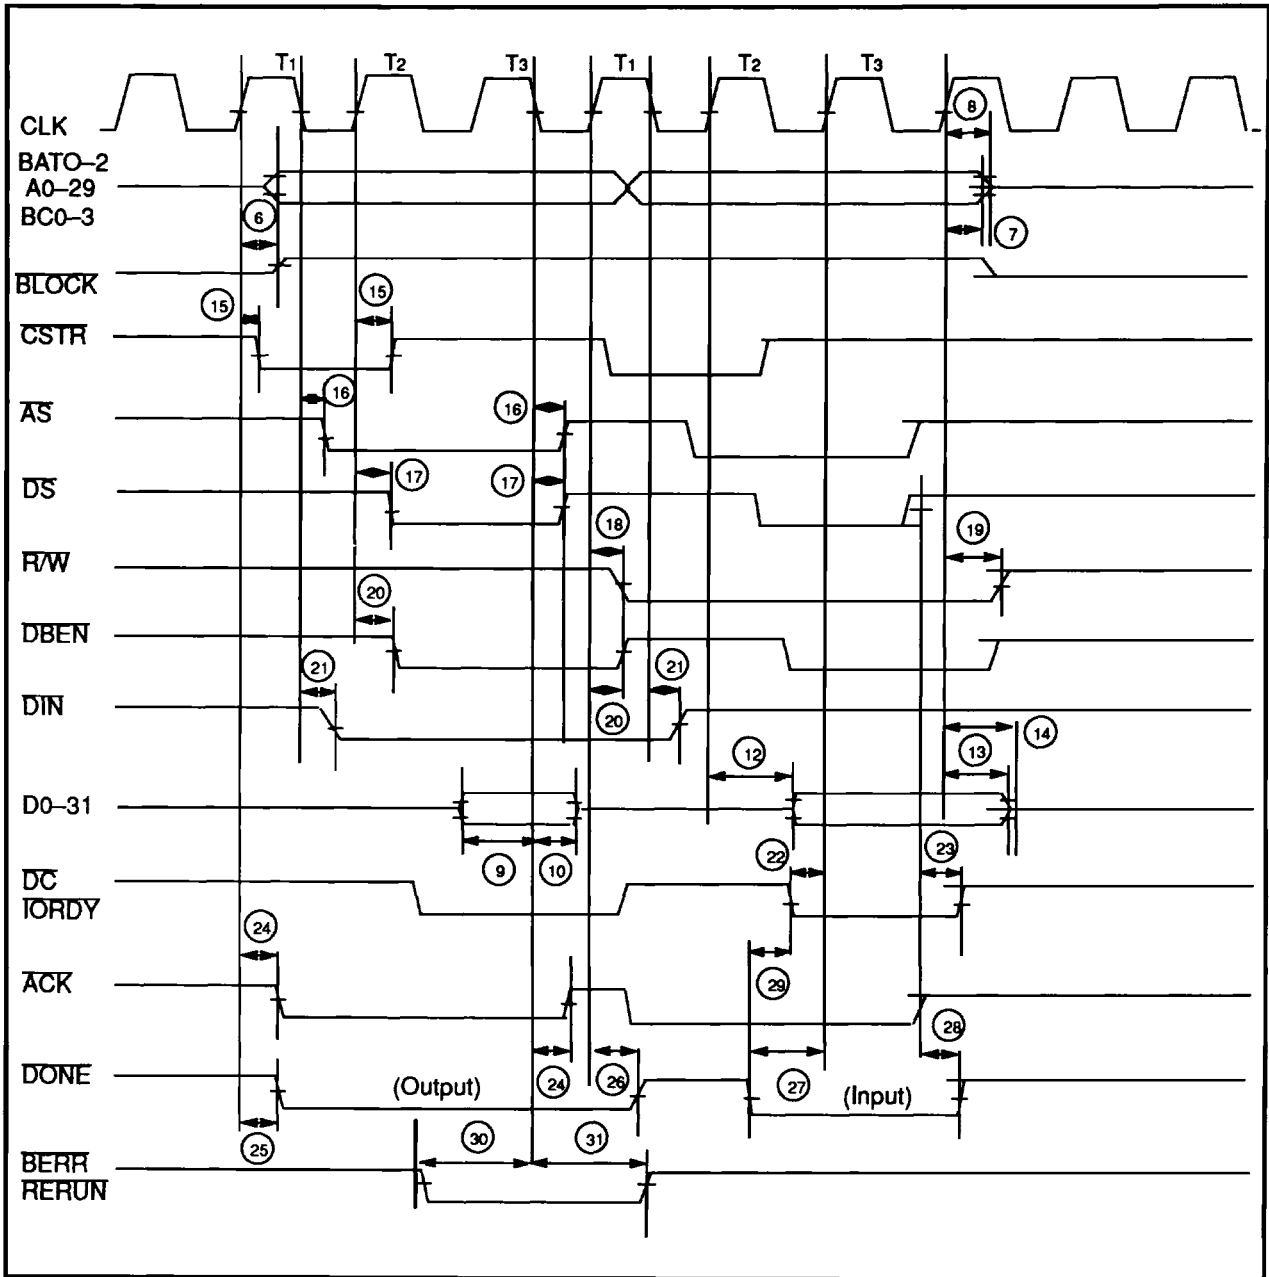 T1 T2 T3 T1 T2 T3
8
CLK
BAT0–2
A0–29
BC0–3
6
7
BLOCK
15 15
CSTR
16 16
AS
17 17
DS
18 19
R/W
20
DBEN
21 21
DIN
20
14
12 13
D0–31
9 10 22 23
DC
IORDY
24
ACK
29
28
DONE
(Output)
24 26 27
(Input)
25 30 31
BERR
RERUN